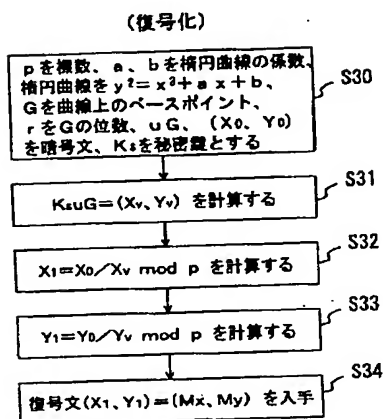 (復号化)
pを標数、a、bを楕円曲線の係数、
楕円曲線をy²=x³+ax+b、
Gを曲線上のベースポイント、
rをGの位数、uG、(X0、Y0)
を暗号文、Ksを秘密鍵とする
S30
KsuG=(Xv、Yv)を計算する
S31
X1=X0/Xv mod pを計算する
S32
Y1=Y0/Yv mod pを計算する
S33
復号文(X1、Y1)=(Mx、My)を入手
S34